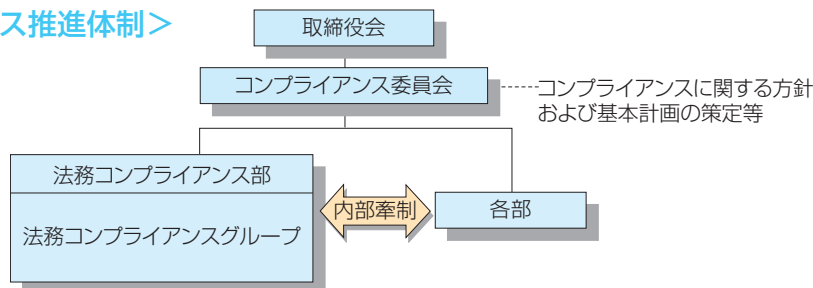 ス推進体制＞
取締役会
コンプライアンス委員会
コンプライアンスに関する方針
および基本計画の策定等
法務コンプライアンス部
法務コンプライアンスグループ
内部牽制
各部